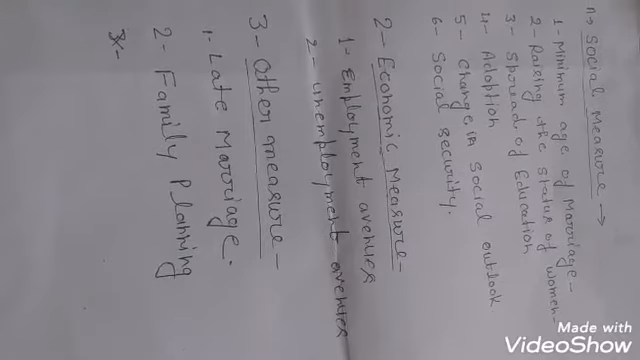 1) Social Measure →
1- Minimum age of Marriage-
2- Raising the status of women-
3- Spread of Education
4- Adoption
5- Change in social outlook
6- Social security.
2- Economic Measure-
1- Employment avenues
2- unemployment avenues
3- Other measure-
1- Late Marriage.
2- Family Planning
3x-
Made with
VideoShow